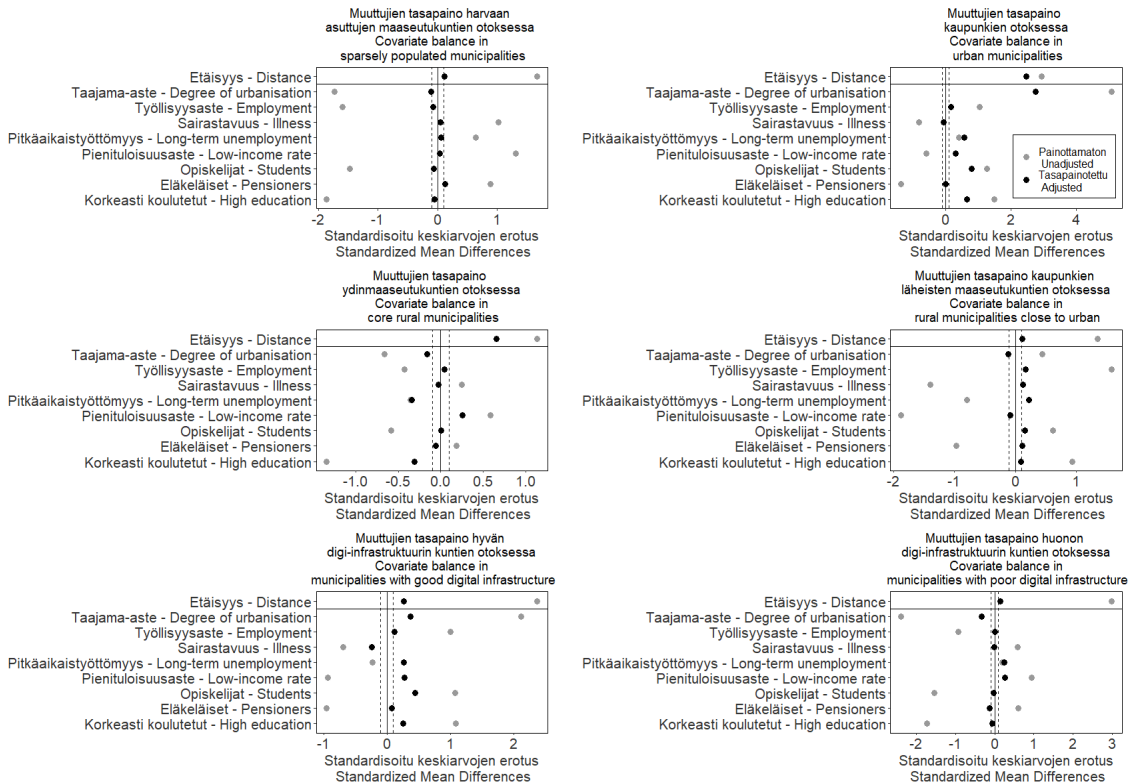 Muuttujien tasapaino harvaan
asuttujen maaseutukuntien otoksessa
Covariate balance in
sparsely populated municipalities
Etäisyys - Distance
Taajama-aste - Degree of urbanisation
Työllisyysaste - Employment
Sairastavuus - Illness
Pitkäaikaistyöttömyys - Long-term unemployment
Pienituloisuusaste - Low-income rate
Opiskelijat - Students
Eläkeläiset - Pensioners
Korkeasti koulutetut - High education
-2 -1 0 1
Standardisoitu keskiarvojen erotus
Standardized Mean Differences
Muuttujien tasapaino
kaupunkien otoksessa
Covariate balance in
urban municipalities
Etäisyys - Distance
Taajama-aste - Degree of urbanisation
Työllisyysaste - Employment
Sairastavuus - Illness
Pitkäaikaistyöttömyys - Long-term unemployment
Pienituloisuusaste - Low-income rate
Opiskelijat - Students
Eläkeläiset - Pensioners
Korkeasti koulutetut - High education
Painottamaton
Unadjusted
Tasapainotettu
Adjusted
0 2 4
Standardisoitu keskiarvojen erotus
Standardized Mean Differences
Muuttujien tasapaino
ydinmaaseutukuntien otoksessa
Covariate balance in
core rural municipalities
Etäisyys - Distance
Taajama-aste - Degree of urbanisation
Työllisyysaste - Employment
Sairastavuus - Illness
Pitkäaikaistyöttömyys - Long-term unemployment
Pienituloisuusaste - Low-income rate
Opiskelijat - Students
Eläkeläiset - Pensioners
Korkeasti koulutetut - High education
-1.0 -0.5 0.0 0.5 1.0
Standardisoitu keskiarvojen erotus
Standardized Mean Differences
Muuttujien tasapaino kaupunkien
läheisten maaseutukuntien otoksessa
Covariate balance in
rural municipalities close to urban
Etäisyys - Distance
Taajama-aste - Degree of urbanisation
Työllisyysaste - Employment
Sairastavuus - Illness
Pitkäaikaistyöttömyys - Long-term unemployment
Pienituloisuusaste - Low-income rate
Opiskelijat - Students
Eläkeläiset - Pensioners
Korkeasti koulutetut - High education
-2 -1 0 1
Standardisoitu keskiarvojen erotus
Standardized Mean Differences
Muuttujien tasapaino hyvän
digi-infrastruktuurin kuntien otoksessa
Covariate balance in
municipalities with good digital infrastructure
Etäisyys - Distance
Taajama-aste - Degree of urbanisation
Työllisyysaste - Employment
Sairastavuus - Illness
Pitkäaikaistyöttömyys - Long-term unemployment
Pienituloisuusaste - Low-income rate
Opiskelijat - Students
Eläkeläiset - Pensioners
Korkeasti koulutetut - High education
-1 0 1 2
Standardisoitu keskiarvojen erotus
Standardized Mean Differences
Muuttujien tasapaino huonon
digi-infrastruktuurin kuntien otoksessa
Covariate balance in
municipalities with poor digital infrastructure
Etäisyys - Distance
Taajama-aste - Degree of urbanisation
Työllisyysaste - Employment
Sairastavuus - Illness
Pitkäaikaistyöttömyys - Long-term unemployment
Pienituloisuusaste - Low-income rate
Opiskelijat - Students
Eläkeläiset - Pensioners
Korkeasti koulutetut - High education
-2 -1 0 1 2 3
Standardisoitu keskiarvojen erotus
Standardized Mean Differences